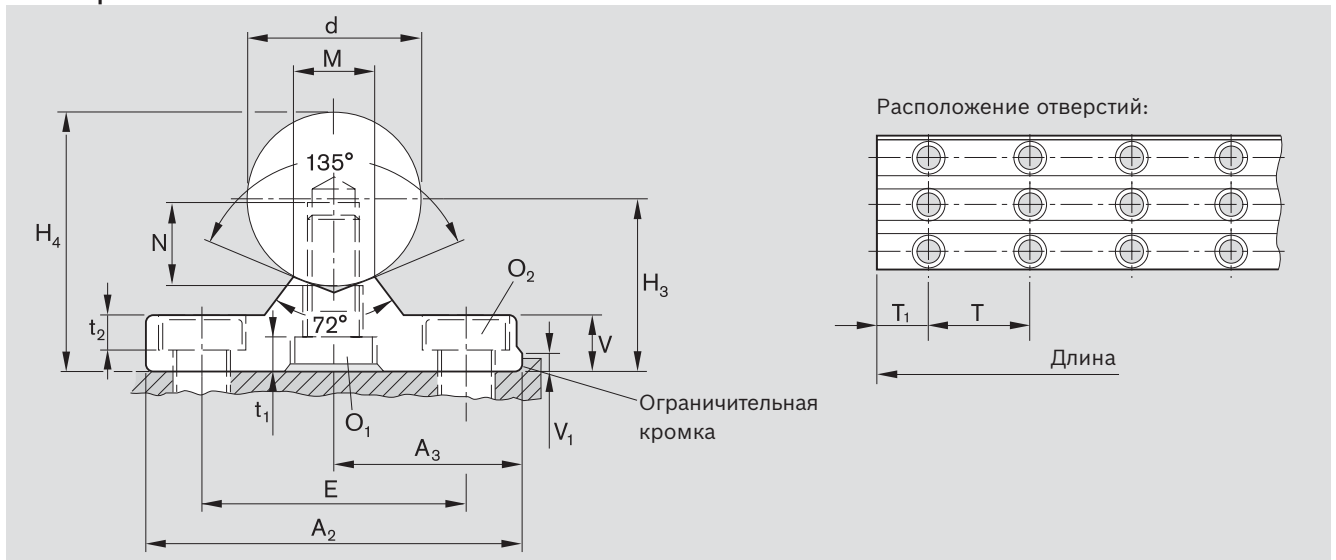 d
M
Расположение отверстий:
135°
H₄
N
O₂
H₃
t₂
72°
V
T₁
T
Длина
t₁
O₁
V₁
Ограничительная
кромка
A₃
E
A₂